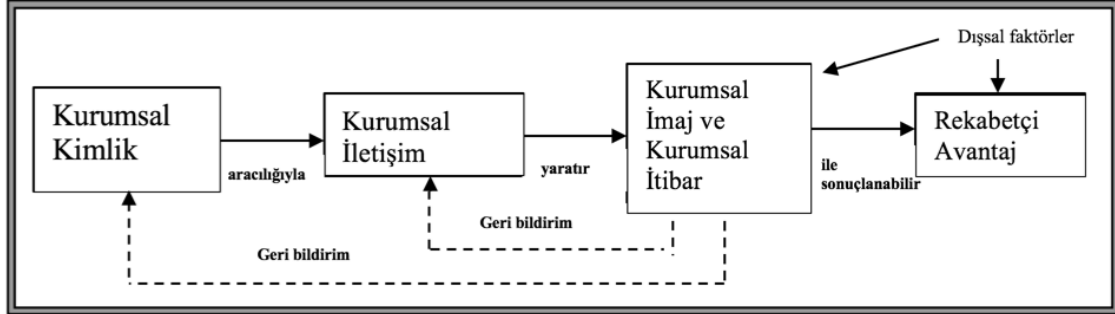 Dışsal faktörler
Kurumsal
Kimlik
aracılığıyla
Kurumsal
İletişim
yaratır
Kurumsal
İmaj ve
Kurumsal
İtibar
ile
sonuçlanabilir
Rekabetçi
Avantaj
Geri bildirim
Geri bildirim